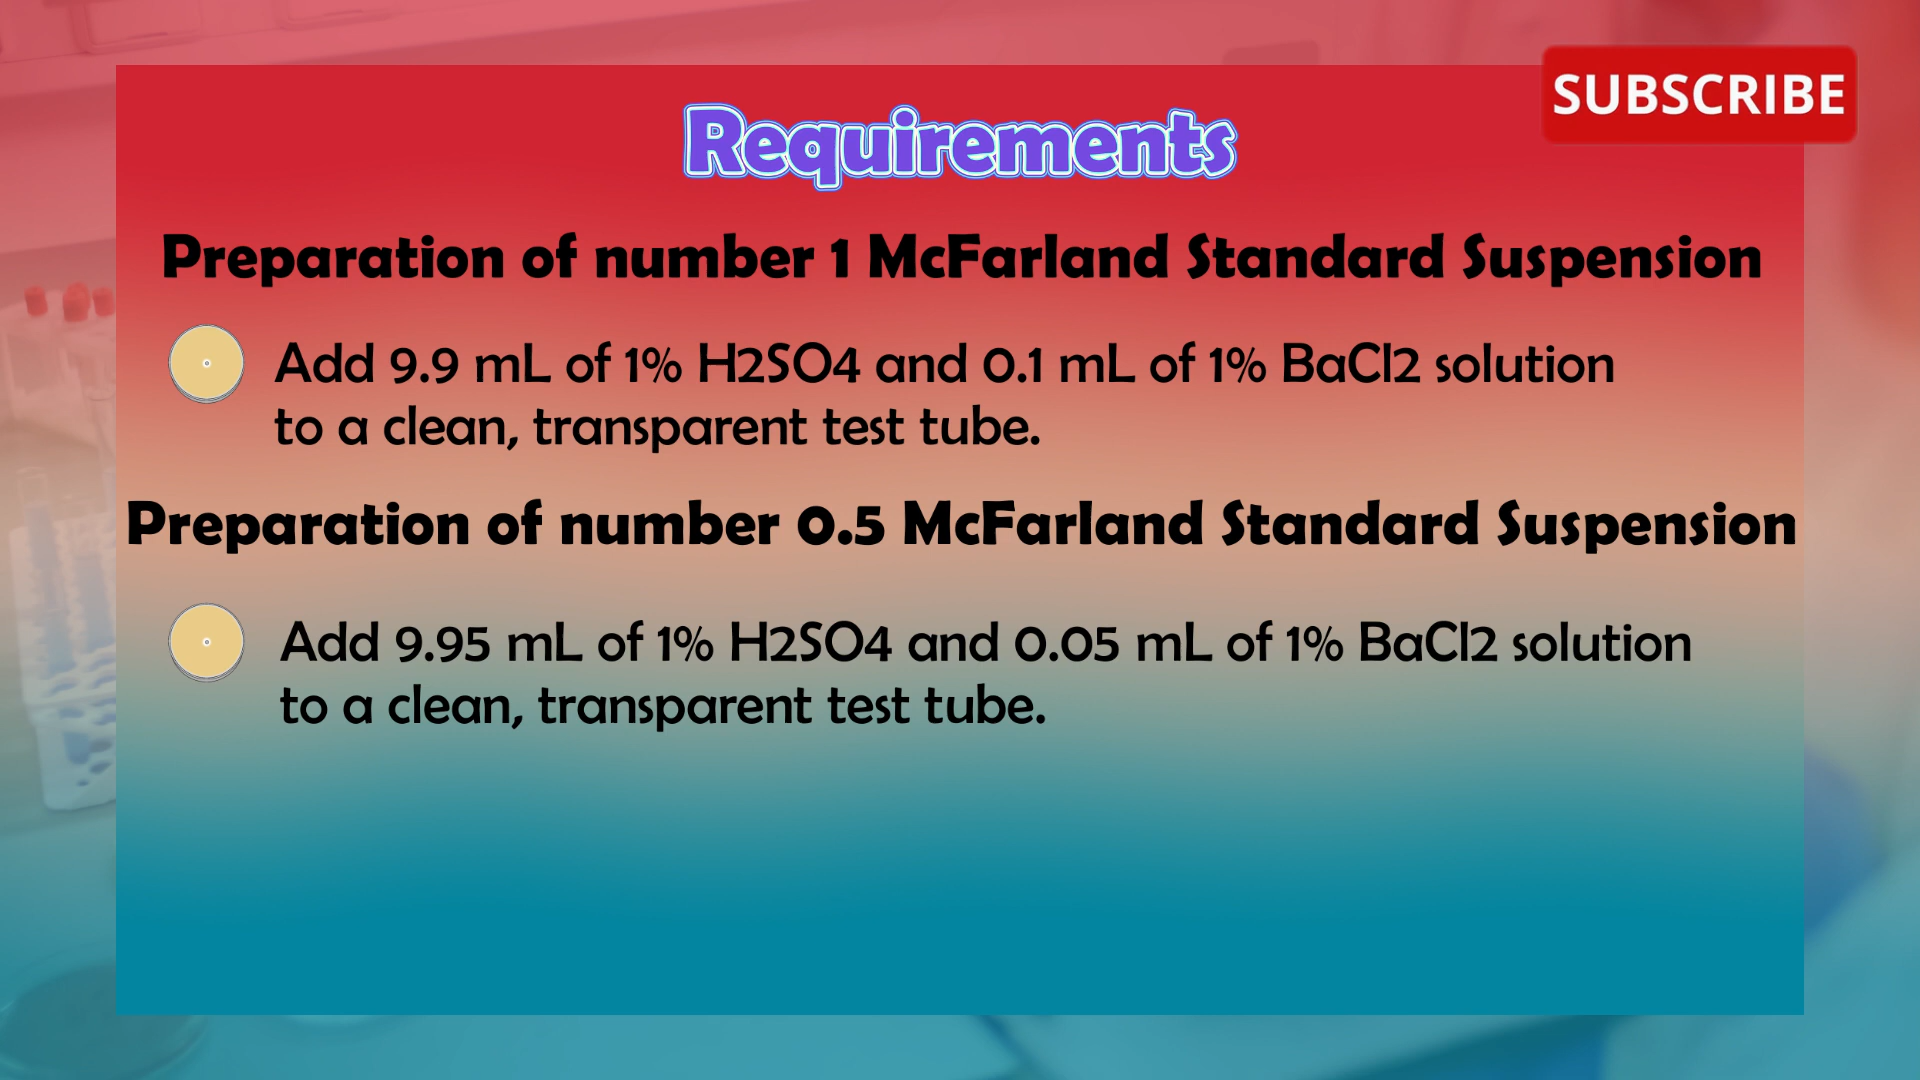 SUBSCRIBE
Requirements
Preparation of number 1 McFarland Standard Suspension
Add 9.9 mL of 1% H2SO4 and 0.1 mL of 1% BaCl2 solution
to a clean, transparent test tube.
Preparation of number 0.5 McFarland Standard Suspension
Add 9.95 mL of 1% H2SO4 and 0.05 mL of 1% BaCl2 solution
to a clean, transparent test tube.